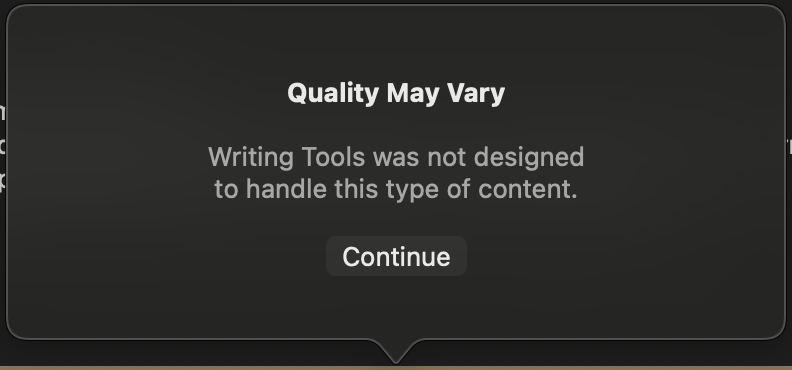 Quality May Vary
Writing Tools was not designed
to handle this type of content.
Continue